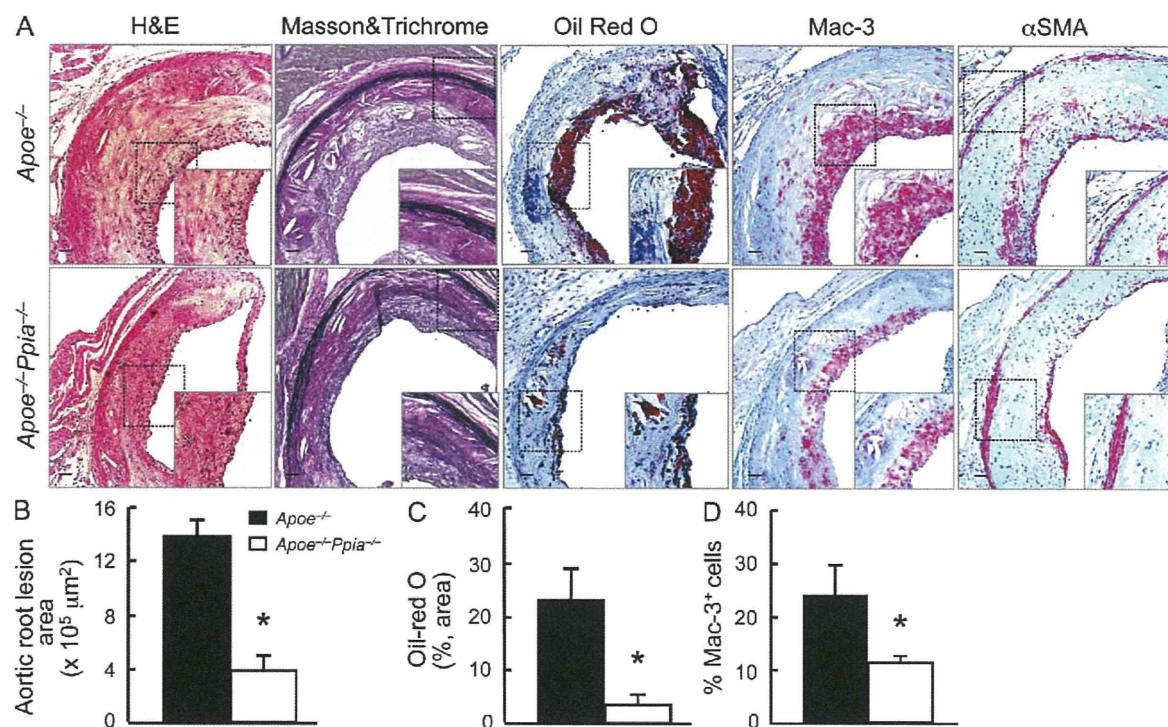 A
H&E
Masson&Trichrome
Oil Red O
Mac-3
αSMA
Apoe⁻/⁻
Apoe⁻/⁻Ppia⁻/⁻
B
Aortic root lesion
area
(x 10⁵ μm²)
16
12
8
4
0
Apoe⁻/⁻
Apoe⁻/⁻Ppia⁻/⁻
*
C
Oil-red O
(%, area)
40
30
20
10
0
*
D
% Mac-3⁺ cells
40
30
20
10
0
*